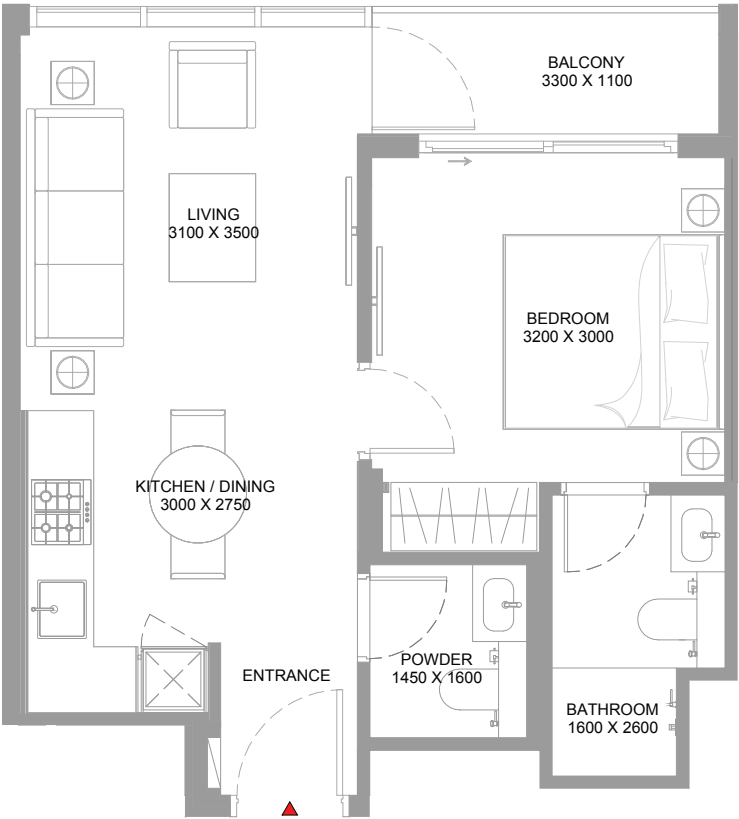 BALCONY
3300 X 1100
LIVING
3100 X 3500
BEDROOM
3200 X 3000
KITCHEN / DINING
3000 X 2750
ENTRANCE
POWDER
1450 X 1600
BATHROOM
1600 X 2600